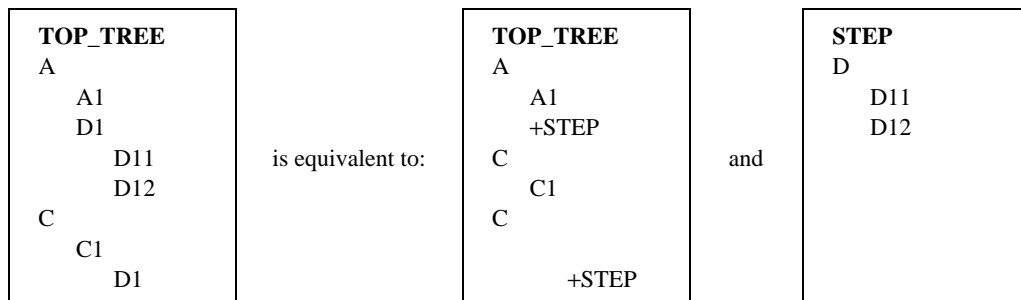 TOP_TREE
A
A1
D1
D11
D12
C
C1
D1
is equivalent to:
TOP_TREE
A
A1
+STEP
C
C1
C
+STEP
and
STEP
D
D11
D12